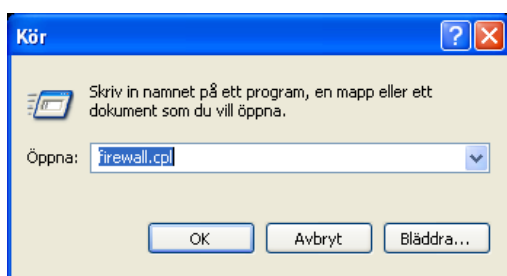 Kör
Skriv in namnet på ett program, en mapp eller ett
dokument som du vill öppna.
Öppna: firewall.cpl
OK Avbryt Bläddra...